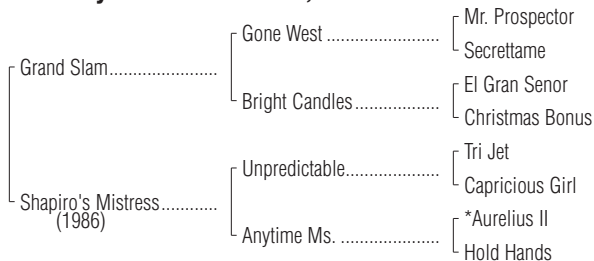 Mr. Prospector
Gone West ....................
Secrettame
Grand Slam...................
El Gran Senor
Bright Candles...............
Christmas Bonus
Tri Jet
Unpredictable.................
Capricious Girl
Shapiro's Mistress..........
(1986)
*Aurelius II
Anytime Ms. .................
Hold Hands